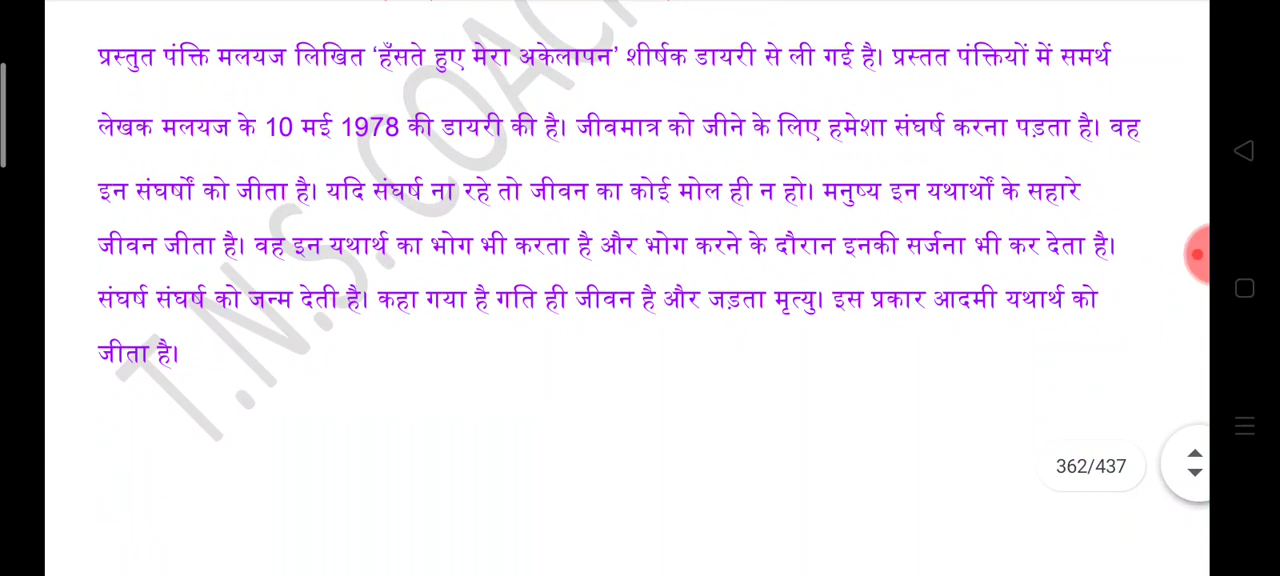 प्रस्तुत पंक्ति मलयज लिखित ‘हँसते हुए मेरा अकेलापन’ शीर्षक डायरी से ली गई है। प्रस्तत पंक्तियों में समर्थ
लेखक मलयज के 10 मई 1978 की डायरी की है। जीवमात्र को जीने के लिए हमेशा संघर्ष करना पड़ता है। वह
इन संघर्षों को जीता है। यदि संघर्ष ना रहे तो जीवन का कोई मोल ही न हो। मनुष्य इन यथार्थों के सहारे
जीवन जीता है। वह इन यथार्थ का भोग भी करता है और भोग करने के दौरान इनकी सर्जना भी कर देता है।
संघर्ष संघर्ष को जन्म देती है। कहा गया है गति ही जीवन है और जड़ता मृत्यु। इस प्रकार आदमी यथार्थ को
जीता है।
T.N.S. COAC
362/437